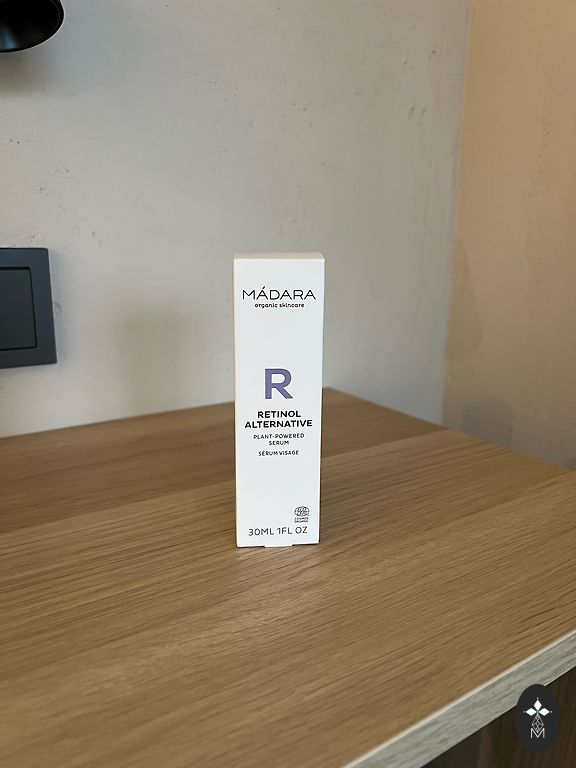 MÁDARA
organic skincare
R
RETINOL
ALTERNATIVE
PLANT-POWERED
SERUM
SÉRUM VISAGE
30ML 1FL OZ
M